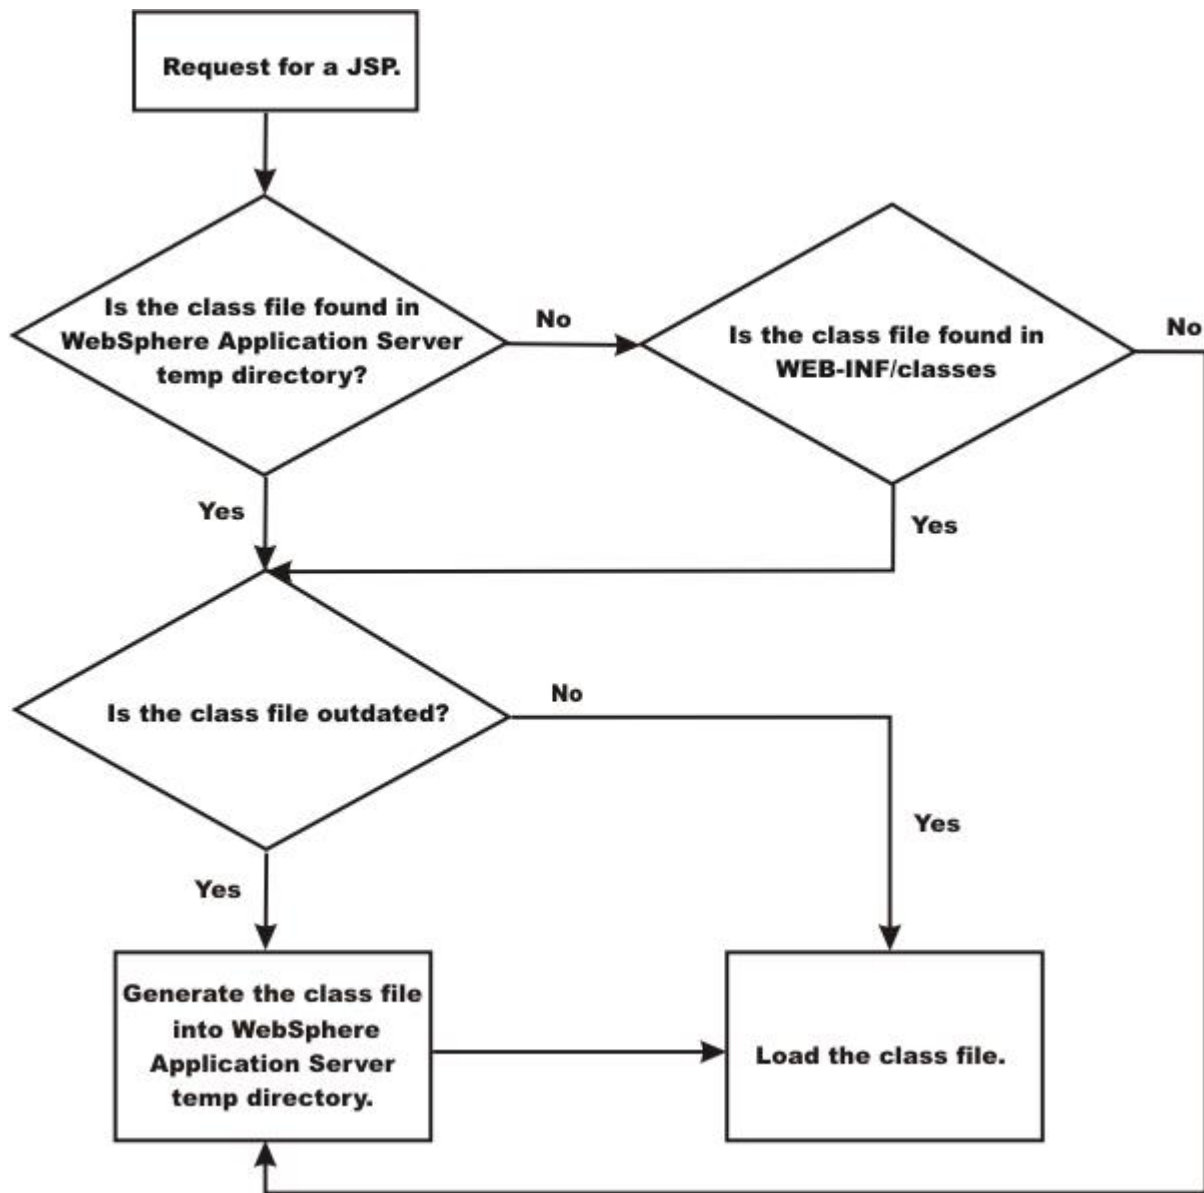 Request for a JSP.
Is the class file found in
WebSphere Application Server
temp directory?
No
Is the class file found in
WEB-INF/classes
No
Yes
Yes
Is the class file outdated?
No
Yes
Yes
Generate the class file
into WebSphere
Application Server
temp directory.
Load the class file.